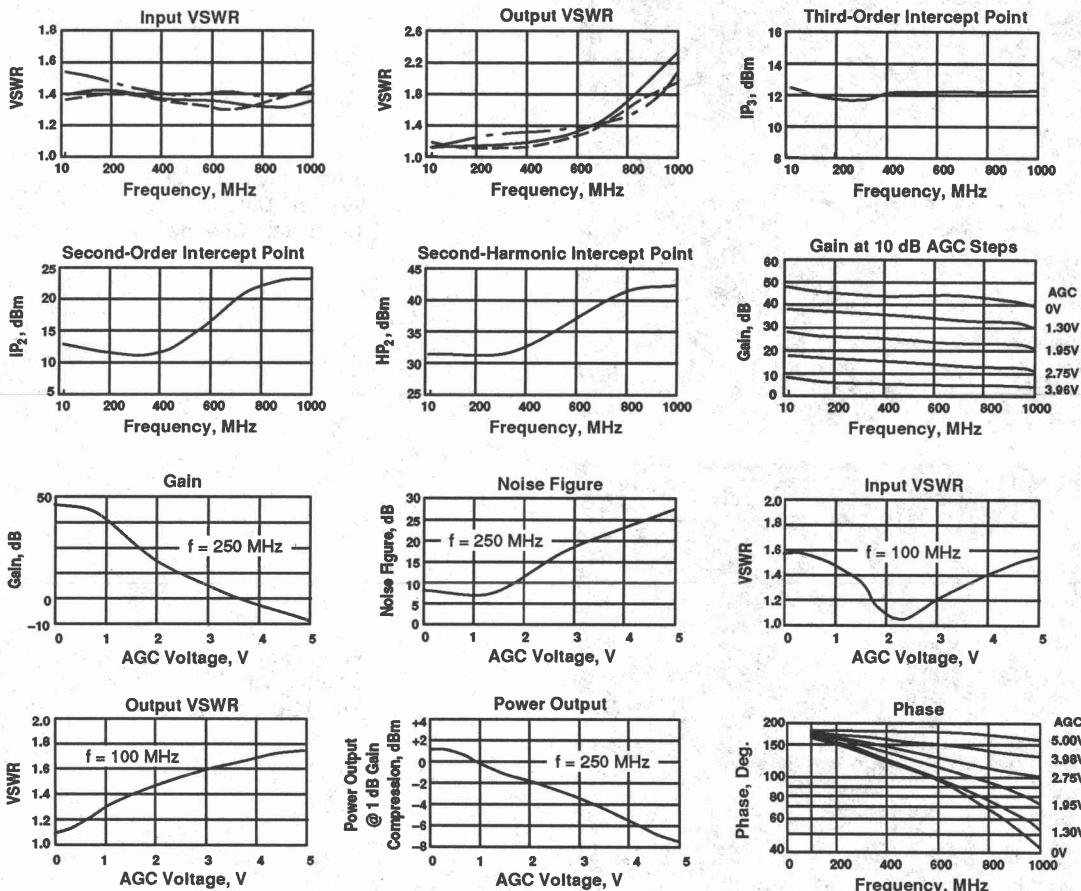 Input VSWR
1.8
1.6
1.4
1.2
1.0
VSWR
10 200 400 600 800 1000
Frequency, MHz
Output VSWR
2.6
2.2
1.8
1.4
1.0
VSWR
10 200 400 600 800 1000
Frequency, MHz
Third-Order Intercept Point
16
14
12
10
8
IP3, dBm
10 200 400 600 800 1000
Frequency, MHz
Second-Order Intercept Point
25
20
15
10
5
IP2, dBm
10 200 400 600 800 1000
Frequency, MHz
Second-Harmonic Intercept Point
45
40
35
30
25
HP2, dBm
10 200 400 600 800 1000
Frequency, MHz
Gain at 10 dB AGC Steps
60
50
40
30
20
10
0
Gain, dB
AGC
0V
1.30V
1.95V
2.75V
3.96V
10 200 400 600 800 1000
Frequency, MHz
Gain
50
0
–10
Gain, dB
f = 250 MHz
0 1 2 3 4 5
AGC Voltage, V
Noise Figure
30
25
20
15
10
5
0
Noise Figure, dB
f = 250 MHz
0 1 2 3 4 5
AGC Voltage, V
Input VSWR
2.0
1.8
1.6
1.4
1.2
1.0
VSWR
f = 100 MHz
0 1 2 3 4 5
AGC Voltage, V
Output VSWR
2.0
1.8
1.6
1.4
1.2
1.0
VSWR
f = 100 MHz
0 1 2 3 4 5
AGC Voltage, V
Power Output
+4
+2
0
–2
–4
–6
–8
Power Output
@ 1 dB Gain
Compression, dBm
f = 250 MHz
0 1 2 3 4 5
AGC Voltage, V
Phase
200
150
100
80
60
40
Phase, Deg.
AGC
5.00V
3.98V
2.75V
1.95V
1.30V
0V
0 200 400 600 800 1000
Frequency, MHz